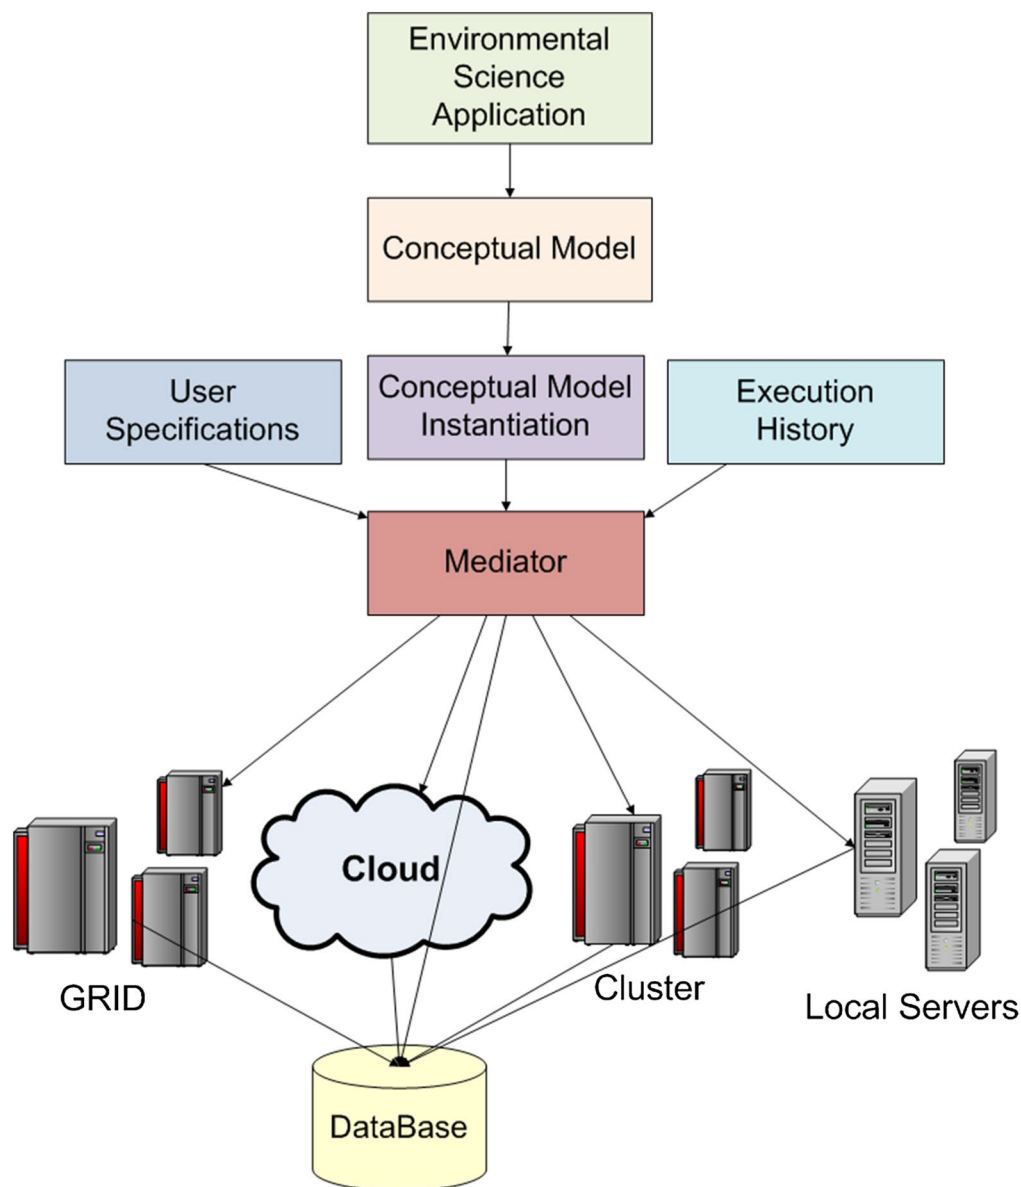 Environmental
Science
Application
Conceptual Model
User
Specifications
Conceptual Model
Instantiation
Execution
History
Mediator
Cloud
GRID
Cluster
Local Servers
DataBase